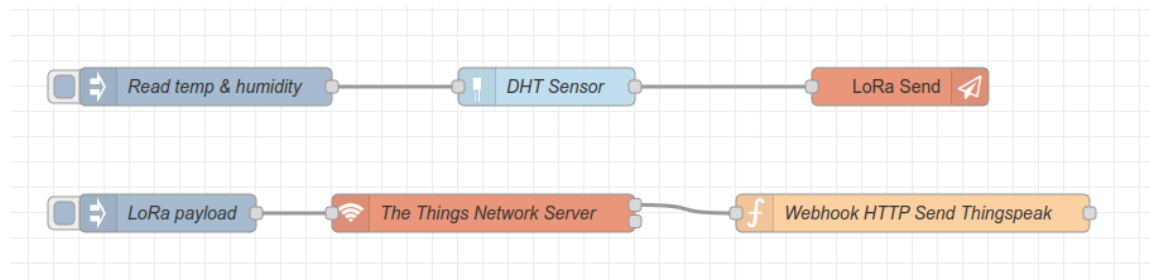 Read temp & humidity
DHT Sensor
LoRa Send
LoRa payload
The Things Network Server
Webhook HTTP Send Thingspeak